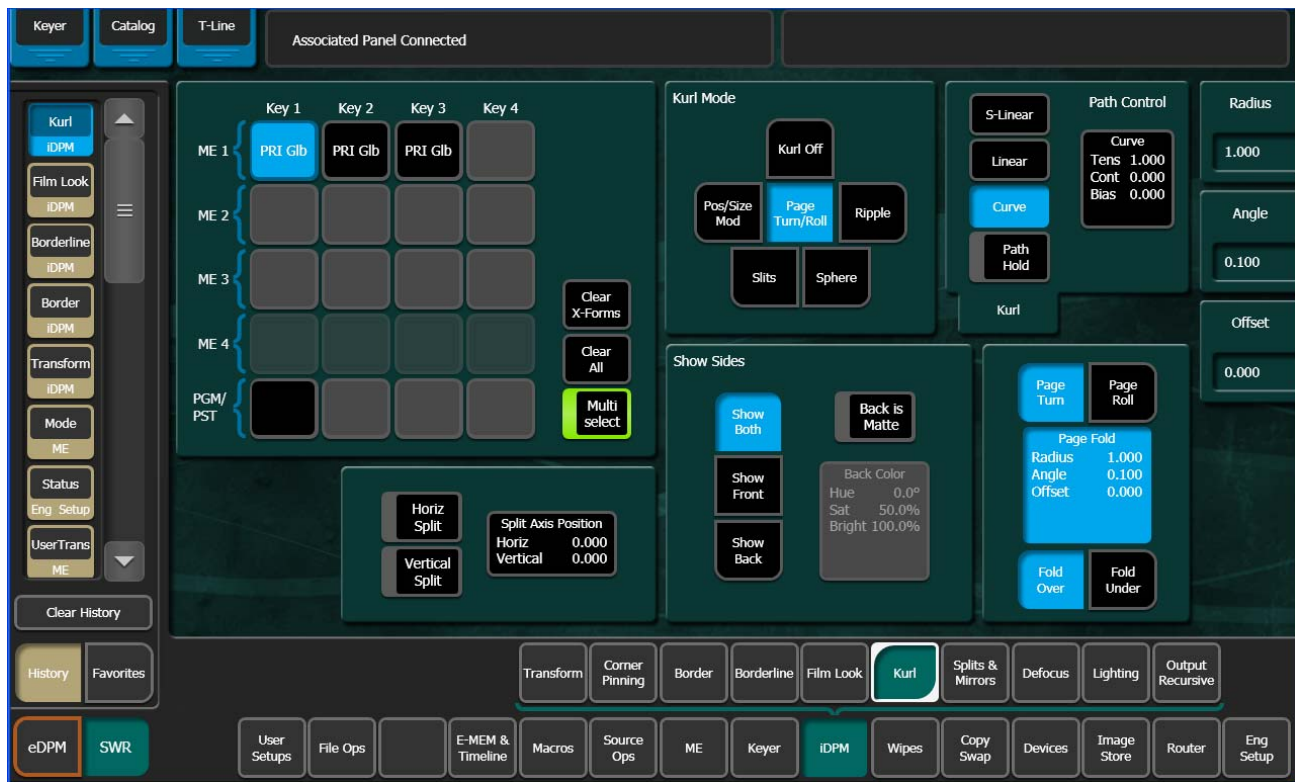 Keyer
Catalog
T-Line
Associated Panel Connected
Kurl
iDPM
Film Look
iDPM
Borderline
iDPM
Border
iDPM
Transform
iDPM
Mode
ME
Status
Eng Setup
UserTrans
ME
Clear History
History
Favorites
eDPM
SWR
Key 1
Key 2
Key 3
Key 4
ME 1
PRI Glb
PRI Glb
PRI Glb
ME 2
ME 3
ME 4
PGM/
PST
Clear
X-Forms
Clear
All
Multi
select
Horiz
Split
Vertical
Split
Split Axis Position
Horiz 0.000
Vertical 0.000
Kurl Mode
Kurl Off
Pos/Size
Mod
Page
Turn/Roll
Ripple
Slits
Sphere
Show Sides
Show
Both
Show
Front
Show
Back
Back is
Matte
Back Color
Hue 0.0º
Sat 50.0%
Bright 100.0%
S-Linear
Linear
Curve
Path
Hold
Path Control
Curve
Tens 1.000
Cont 0.000
Bias 0.000
Kurl
Page
Turn
Page
Roll
Page Fold
Radius 1.000
Angle 0.100
Offset 0.000
Fold
Over
Fold
Under
Radius
1.000
Angle
0.100
Offset
0.000
Transform
Corner
Pinning
Border
Borderline
Film Look
Kurl
Splits &
Mirrors
Defocus
Lighting
Output
Recursive
User
Setups
File Ops
E-MEM &
Timeline
Macros
Source
Ops
ME
Keyer
iDPM
Wipes
Copy
Swap
Devices
Image
Store
Router
Eng
Setup